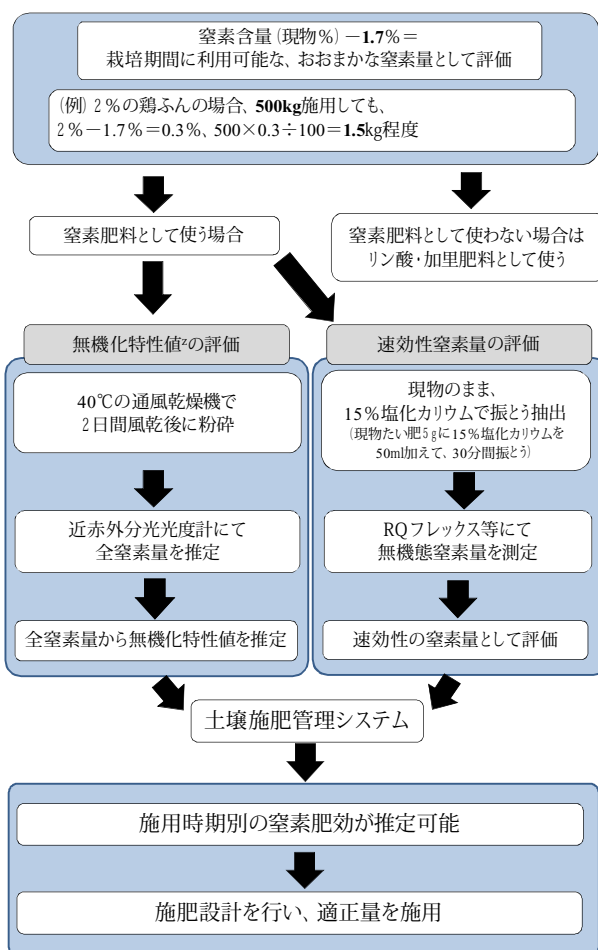 窒素含量(現物%)－1.7%＝
栽培期間に利用可能な、おおまかな窒素量として評価
(例) 2%の鶏ふんの場合、500kg施用しても、
2%－1.7%＝0.3%、500×0.3÷100＝1.5kg程度
窒素肥料として使う場合
窒素肥料として使わない場合は
リン酸・加里肥料として使う
無機化特性値zの評価
40℃の通風乾燥機で
2日間風乾後に粉砕
近赤外分光光度計にて
全窒素量を推定
全窒素量から無機化特性値を推定
速効性窒素量の評価
現物のまま、
15%塩化カリウムで振とう抽出
(現物たい肥5gに15%塩化カリウムを
50ml加えて、30分間振とう)
RQフレックス等にて
無機態窒素量を測定
速効性の窒素量として評価
土壌施肥管理システム
施用時期別の窒素肥効が推定可能
施肥設計を行い、適正量を施用